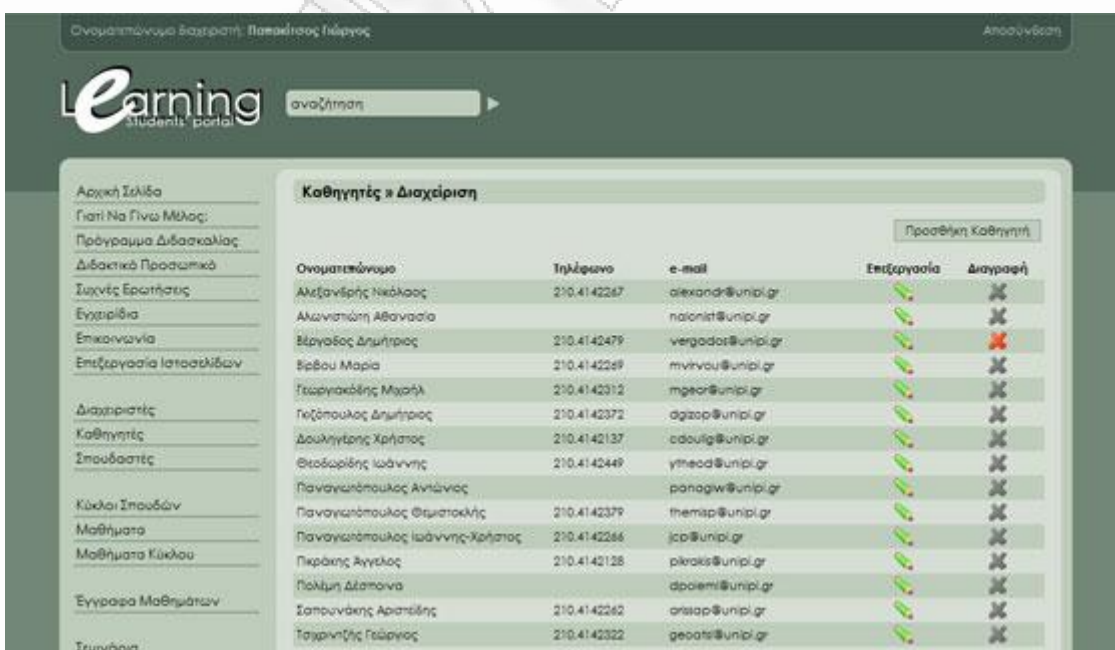 Ονοματεπώνυμο διαχειριστή: Παπακίτσος Γιώργος
Αποσύνδεση
Learning
Students' portal
αναζήτηση
Αρχική Σελίδα
Γιατί Να Γίνω Μέλος;
Πρόγραμμα Διδασκαλίας
Διδακτικό Προσωπικό
Συχνές Ερωτήσεις
Εγχειρίδια
Επικοινωνία
Επεξεργασία Ιστοσελίδων
Διαχειριστές
Καθηγητές
Σπουδαστές
Κύκλοι Σπουδών
Μαθήματα
Μαθήματα Κύκλου
Έγγραφα Μαθημάτων
Σεμινάρια
Καθηγητές » Διαχείριση
Προσθήκη Καθηγητή
Ονοματεπώνυμο Τηλέφωνο e-mail Επεξεργασία Διαγραφή
Αλεξανδρής Νικόλαος 210.4142267 alexandr@unipi.gr
Αλωνιστιώτη Αθανασία nalonist@unipi.gr
Βέργαδος Δημήτριος 210.4142479 vergados@unipi.gr
Βίρβου Μαρία 210.4142269 mvirvou@unipi.gr
Γεωργακόδης Μιχαήλ 210.4142312 mgeor@unipi.gr
Γκιζόπουλος Δημήτριος 210.4142372 dgizop@unipi.gr
Δουληγέρης Χρήστος 210.4142137 cdoulig@unipi.gr
Θεοδωρίδης Ιωάννης 210.4142449 ytheod@unipi.gr
Παναγιωτόπουλος Αντώνιος panagiw@unipi.gr
Παναγιωτόπουλος Θεμιστοκλής 210.4142379 themisp@unipi.gr
Παναγιωτόπουλος Ιωάννης-Χρήστος 210.4142266 jcp@unipi.gr
Πικράκης Άγγελος 210.4142128 pikrakis@unipi.gr
Πολέμη Δέσποινα dpolemi@unipi.gr
Σαπουνάκης Αριστείδης 210.4142262 arissap@unipi.gr
Τσιχριντζής Γεώργιος 210.4142322 geoatsi@unipi.gr